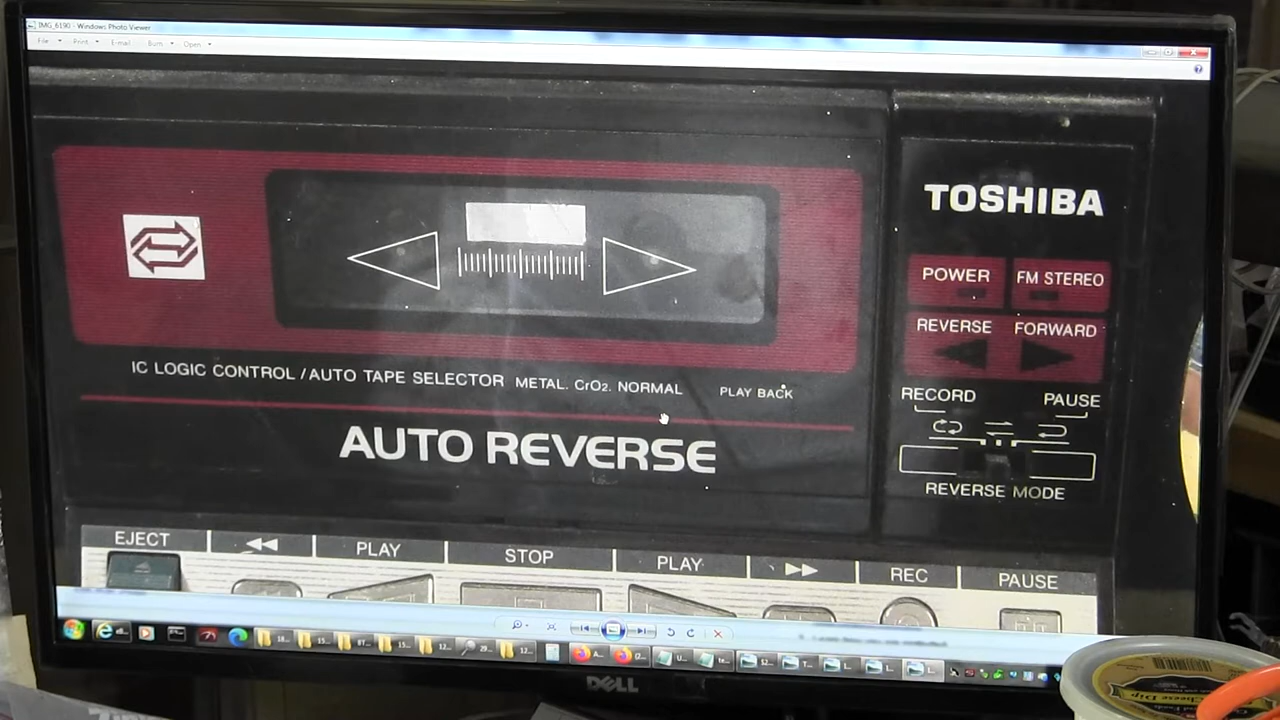 IMG_6190 - Windows Photo Viewer
File Print E-mail Burn Open
TOSHIBA
POWER
FM STEREO
REVERSE
FORWARD
IC LOGIC CONTROL / AUTO TAPE SELECTOR METAL. CrO2. NORMAL
PLAY BACK
RECORD
PAUSE
AUTO REVERSE
REVERSE MODE
EJECT
PLAY
STOP
PLAY
REC
PAUSE
DELL
Cheese Dip